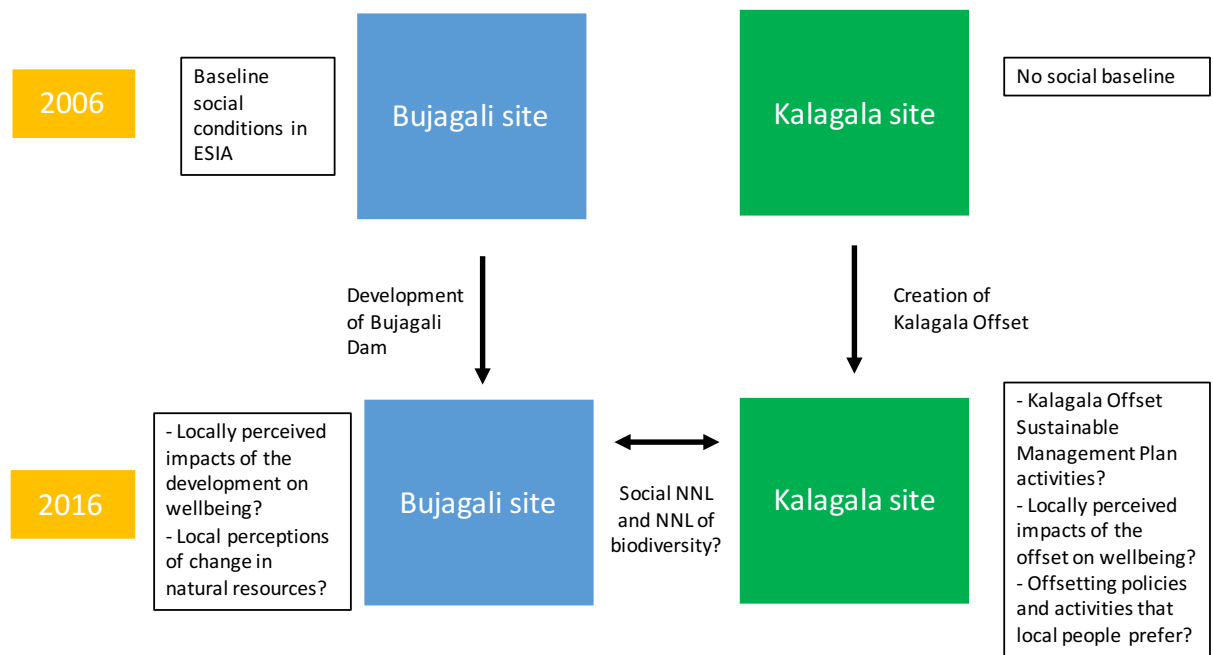 2006
Baseline
social
conditions in
ESIA
Bujagali site
Kalagala site
No social baseline
Development
of Bujagali
Dam
Creation of
Kalagala Offset
2016
- Locally perceived
impacts of the
development on
wellbeing?
- Local perceptions
of change in
natural resources?
Bujagali site
Social NNL
and NNL of
biodiversity?
Kalagala site
- Kalagala Offset
Sustainable
Management Plan
activities?
- Locally perceived
impacts of the
offset on wellbeing?
- Offsetting policies
and activities that
local people prefer?